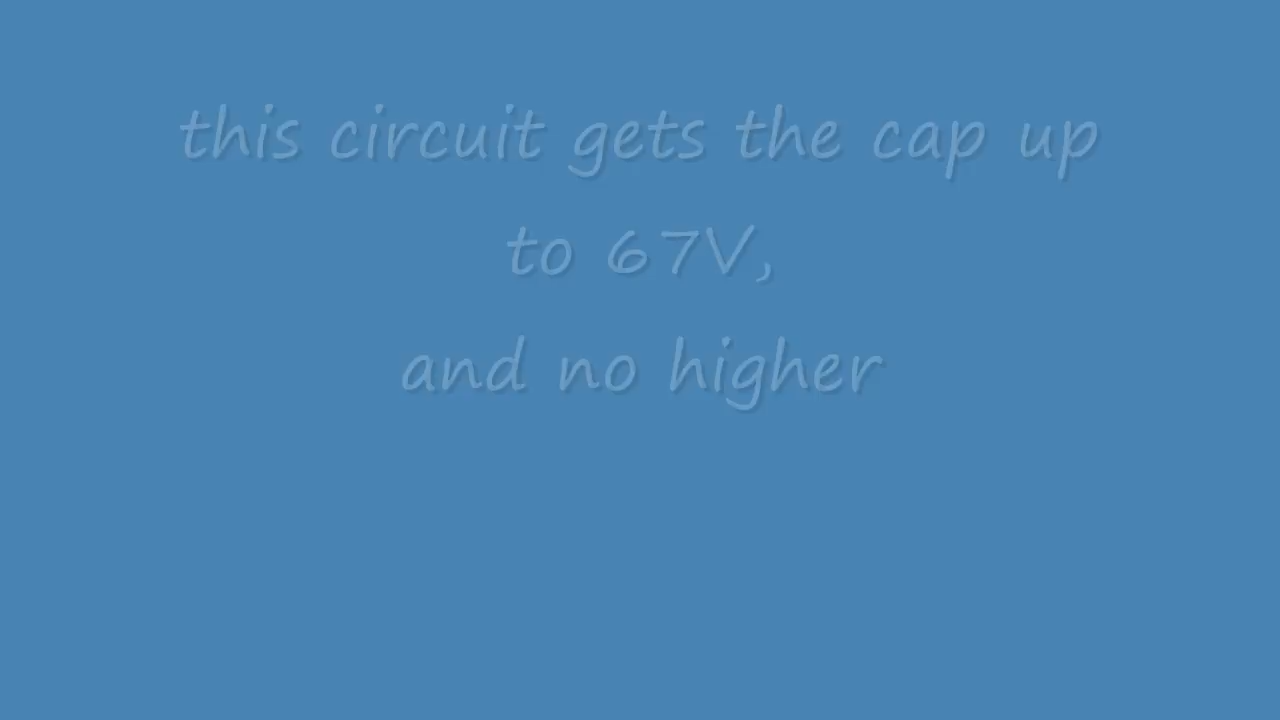 this circuit gets the cap up
to 67V,
and no higher